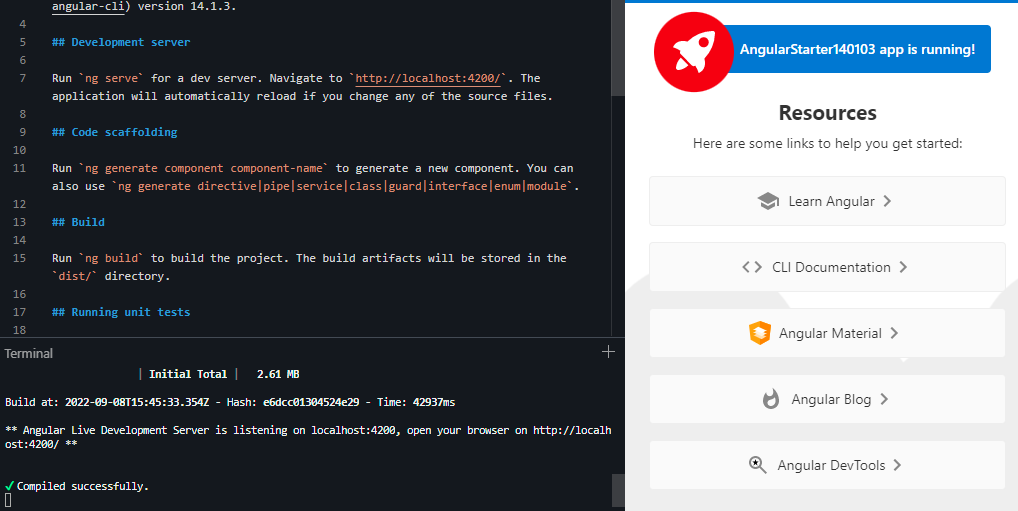 angular-cli) version 14.1.3.
4
5 ## Development server
6
7 Run `ng serve` for a dev server. Navigate to `http://localhost:4200/`. The
application will automatically reload if you change any of the source files.
8
9 ## Code scaffolding
10
11 Run `ng generate component component-name` to generate a new component. You can
also use `ng generate directive|pipe|service|class|guard|interface|enum|module`.
12
13 ## Build
14
15 Run `ng build` to build the project. The build artifacts will be stored in the
`dist/` directory.
16
17 ## Running unit tests
18
Terminal
| Initial Total | 2.61 MB
Build at: 2022-09-08T15:45:33.354Z - Hash: e6dcc01304524e29 - Time: 42937ms
** Angular Live Development Server is listening on localhost:4200, open your browser on http://localh
ost:4200/ **
✓ Compiled successfully.
AngularStarter140103 app is running!
Resources
Here are some links to help you get started:
Learn Angular
CLI Documentation
Angular Material
Angular Blog
Angular DevTools